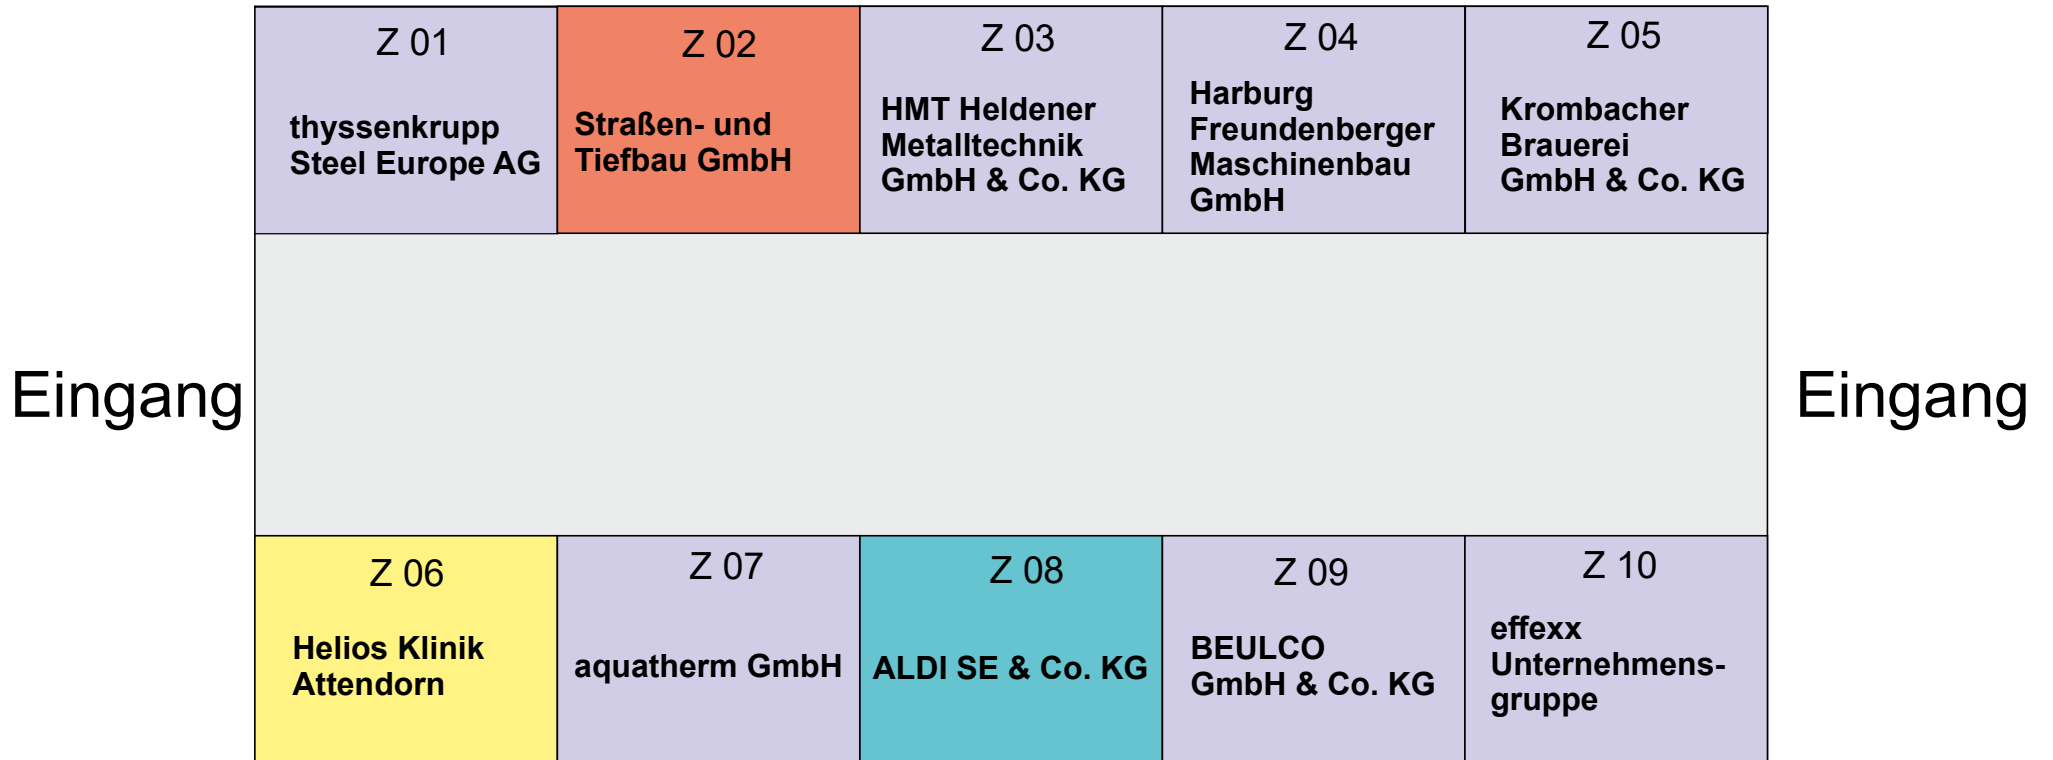 Z 01
thyssenkrupp
Steel Europe AG
Z 02
Straßen- und
Tiefbau GmbH
Z 03
HMT Heldener
Metalltechnik
GmbH & Co. KG
Z 04
Harburg
Freundenberger
Maschinenbau
GmbH
Z 05
Krombacher
Brauerei
GmbH & Co. KG
Eingang
Eingang
Z 06
Helios Klinik
Attendorn
Z 07
aquatherm GmbH
Z 08
ALDI SE & Co. KG
Z 09
BEULCO
GmbH & Co. KG
Z 10
effexx
Unternehmens-
gruppe